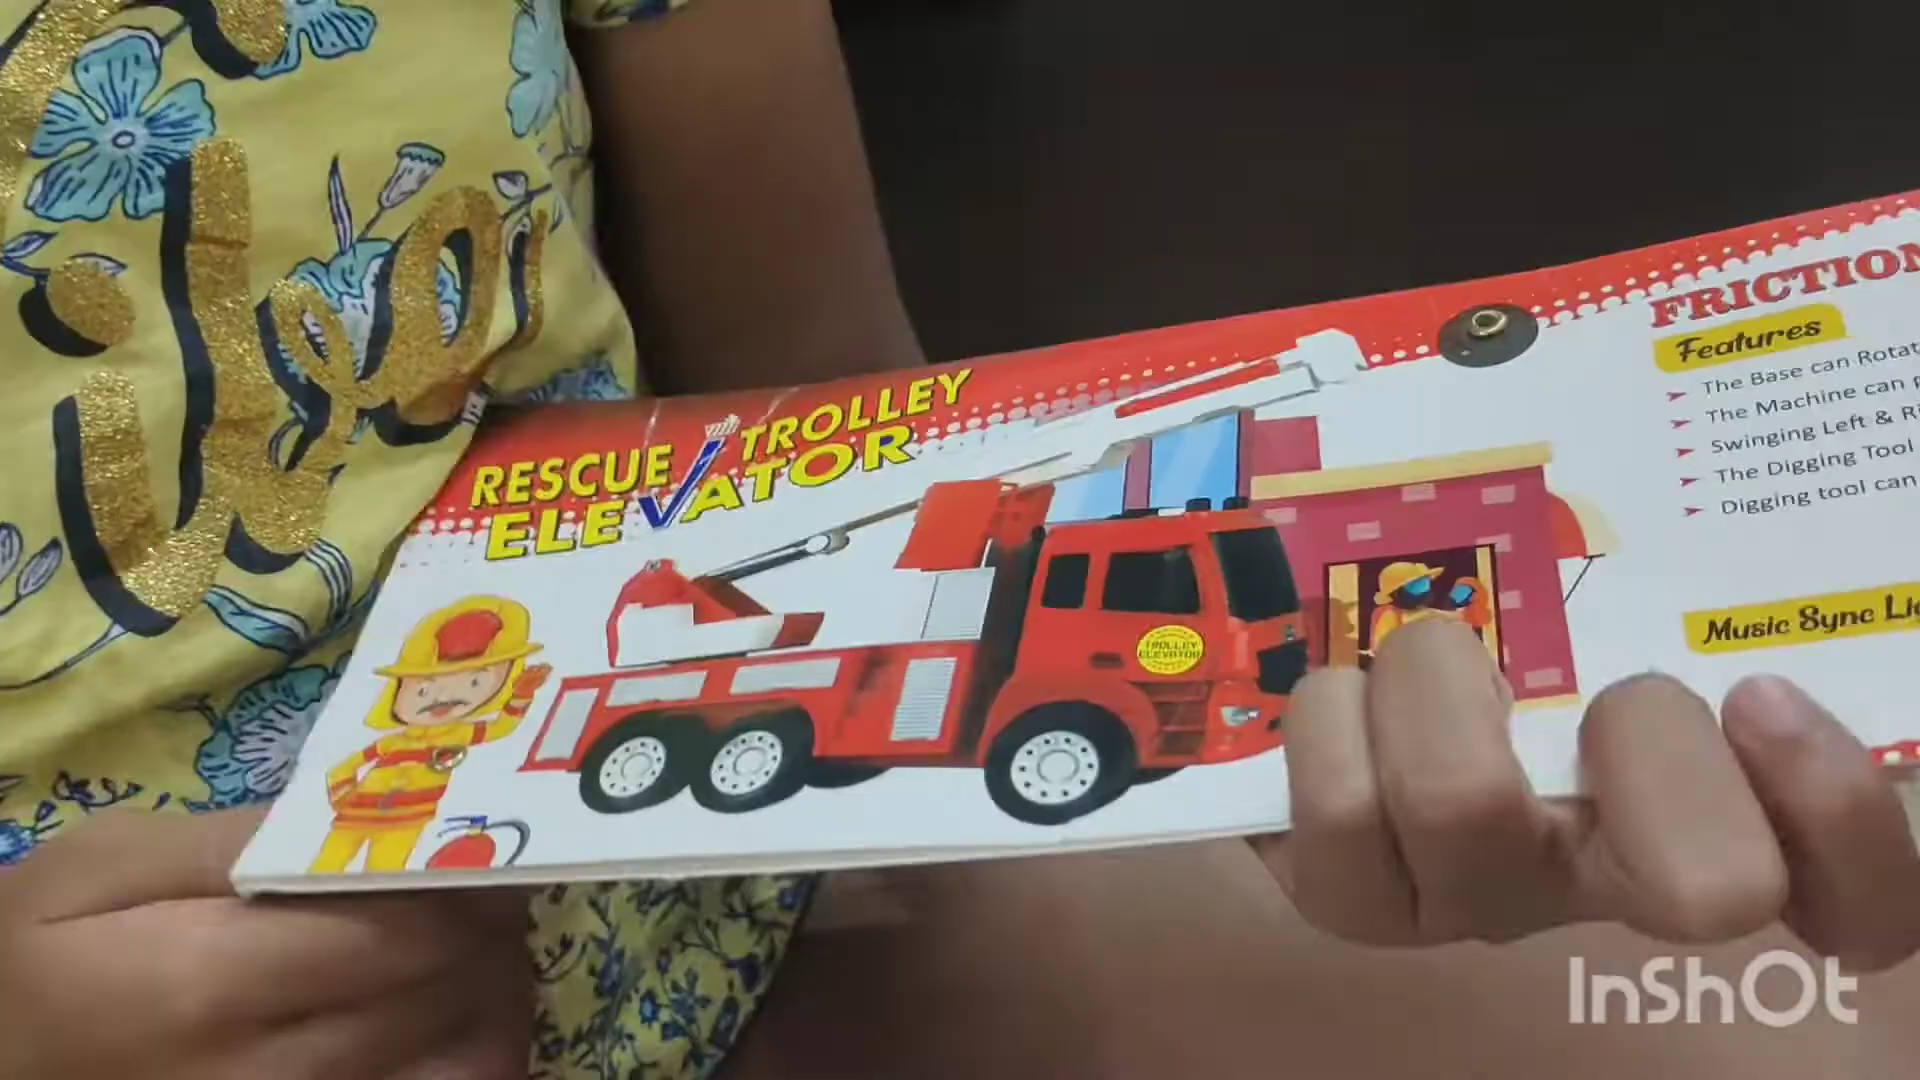 RESCUE TROLLEY
ELEVATOR
TROLLEY
ELEVATOR
FRICTION
Features
The Base can Rotat
The Machine can
Swinging Left & Ri
The Digging Tool
Digging tool can
Music Sync Li
InShOt